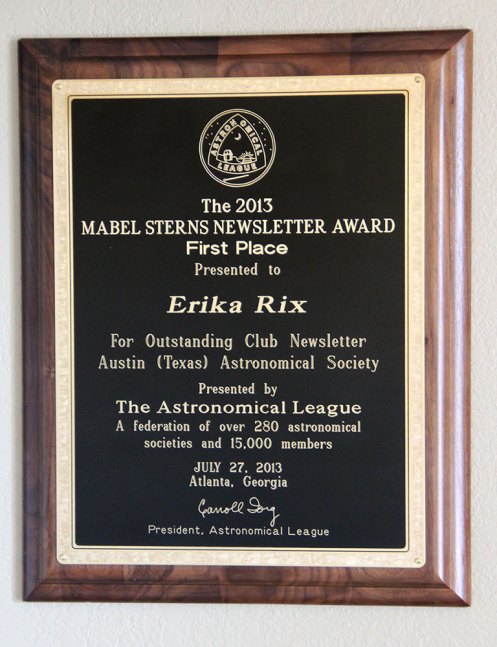 ASTRONOMICAL
LEAGUE
The 2013
MABEL STERNS NEWSLETTER AWARD
First Place
Presented to
Erika Rix
For Outstanding Club Newsletter
Austin (Texas) Astronomical Society
Presented by
The Astronomical League
A federation of over 280 astronomical
societies and 15,000 members
JULY 27, 2013
Atlanta, Georgia
Carroll Iorg
President, Astronomical League